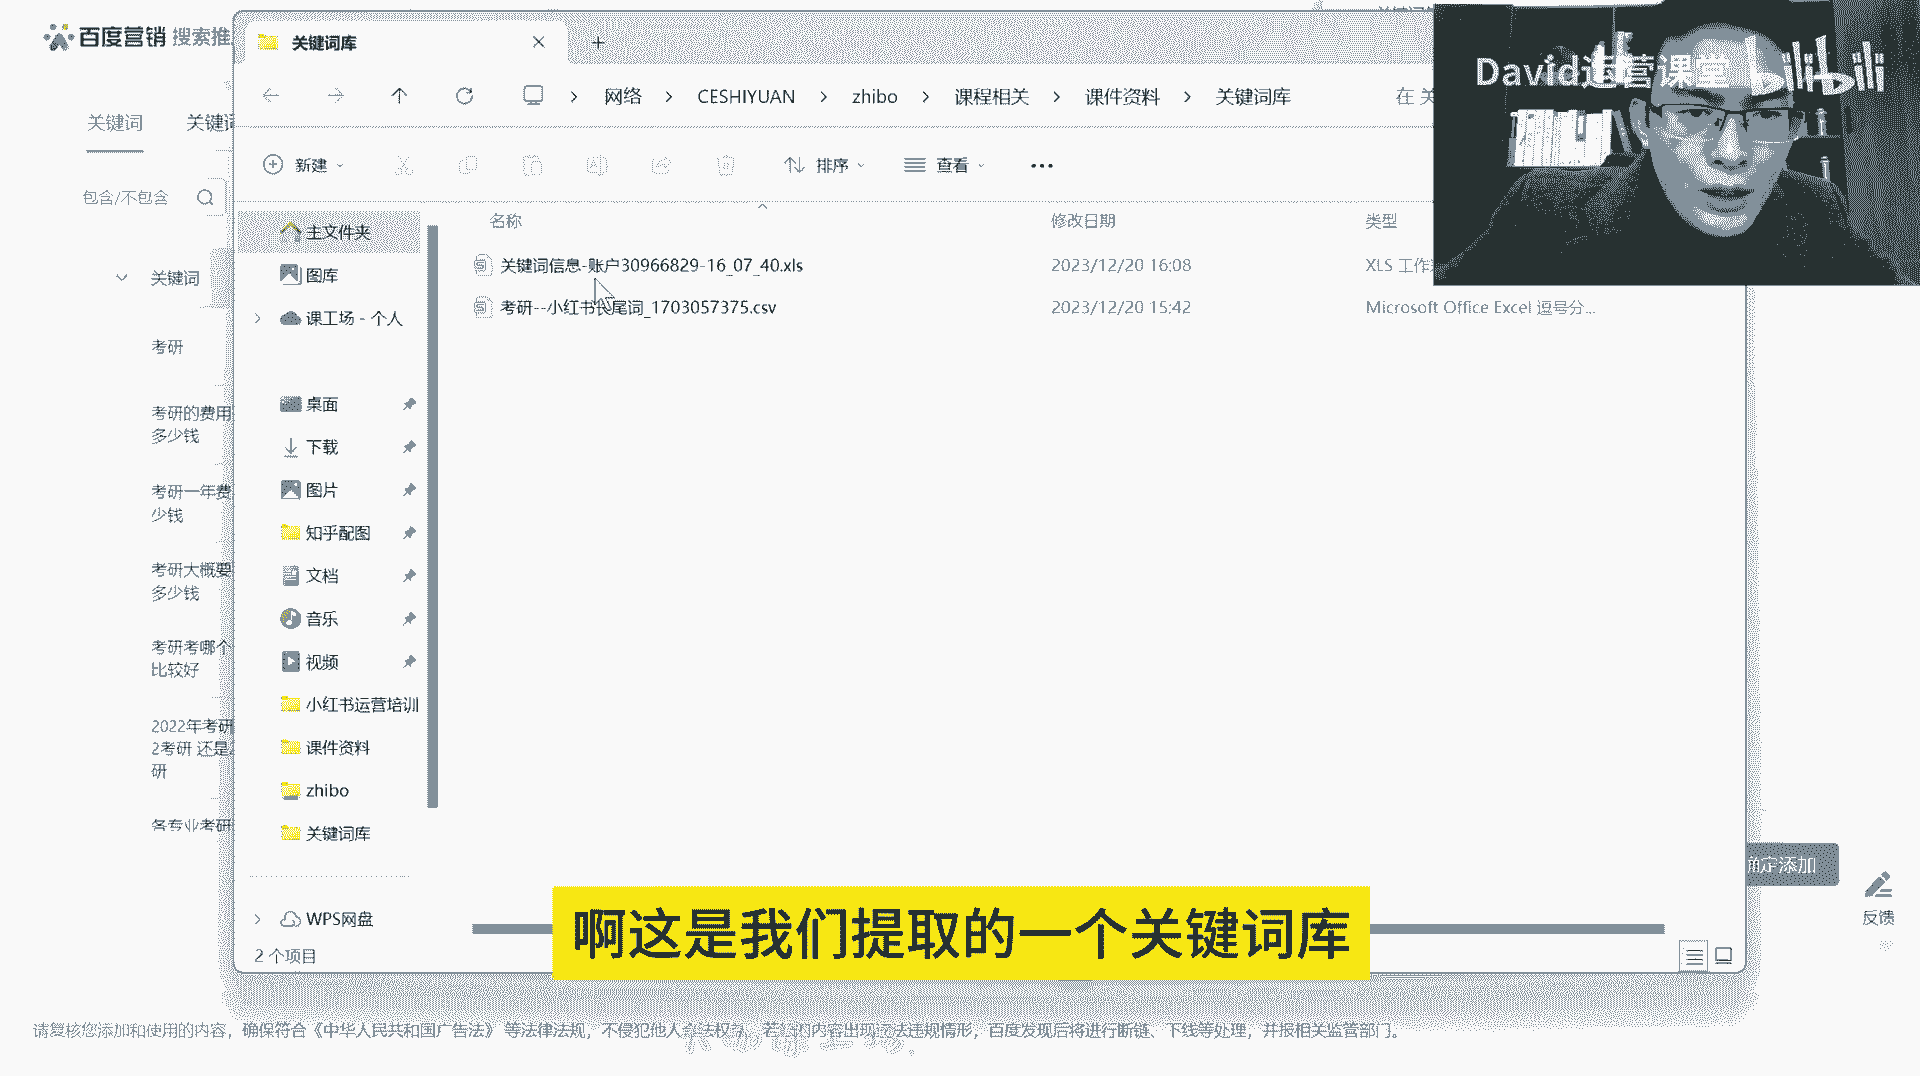 百度营销 搜索推
关键词
关键词
包含/不包含
关键词
考研
考研的费用
多少钱
考研一年费
少钱
考研大概要
多少钱
考研考哪个
比较好
2022年考研
2考研 还是2
研
各专业考研
关键词库
网络 > CESHIYUAN > zhibo > 课程相关 > 课件资料 > 关键词库
在 关
新建
排序
查看
主文件夹
图库
课工场 - 个人
桌面
下载
图片
知乎配图
文档
音乐
视频
小红书运营培训
课件资料
zhibo
关键词库
WPS网盘
2 个项目
名称 修改日期 类型
关键词信息-账户30966829-16_07_40.xls 2023/12/20 16:08 XLS 工作
考研--小红书长尾词_1703057375.csv 2023/12/20 15:42 Microsoft Office Excel 逗号分...
David运营课堂 bilibili
确定添加
反馈
啊这是我们提取的一个关键词库
请复核您添加和使用的内容，确保符合《中华人民共和国广告法》 等法律法规，不侵犯他人合法权益。若您的内容出现违法违规情形，百度发现后将进行断链、下线等处理，并报相关监管部门。